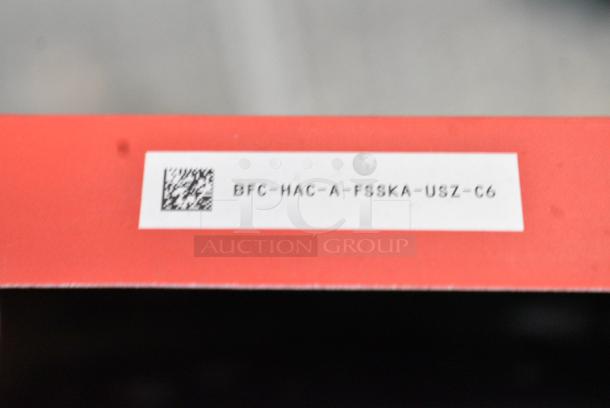 BFC-HAC-A-FSSKA-USZ-C6
PCI
AUCTION GROUP